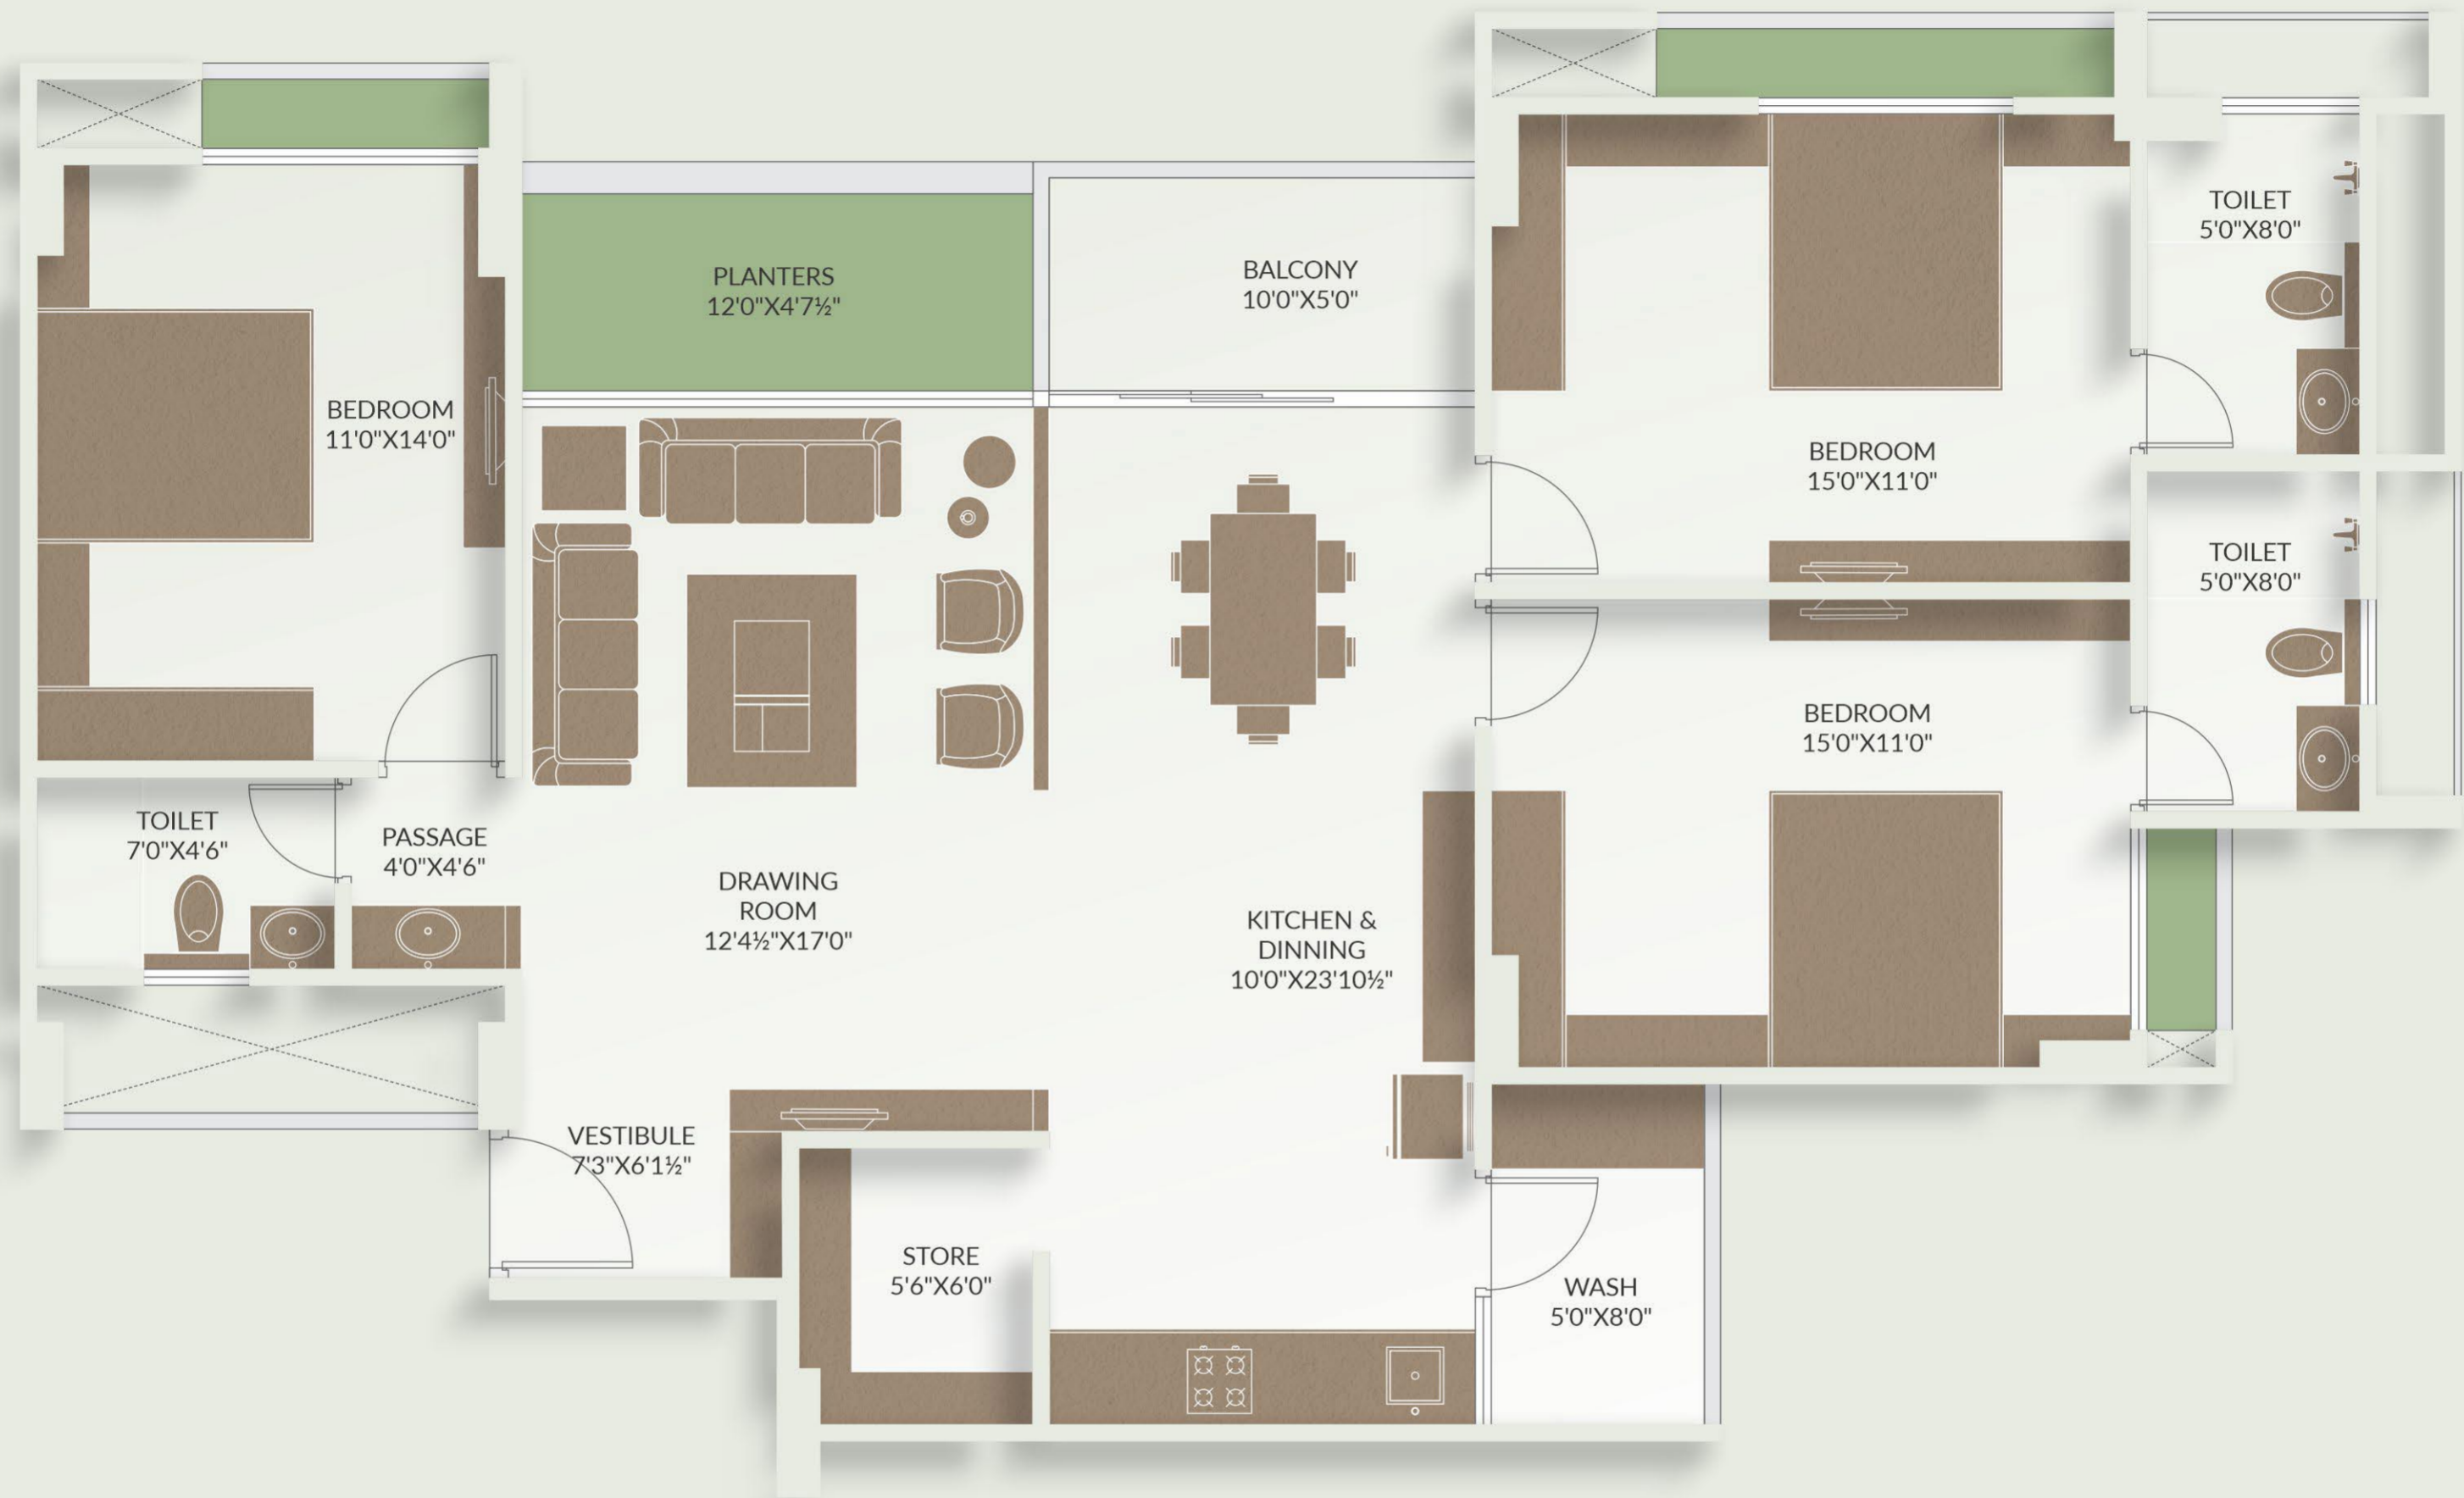 PLANTERS
12'0"X4'7½"
BALCONY
10'0"X5'0"
TOILET
5'0"X8'0"
BEDROOM
11'0"X14'0"
BEDROOM
15'0"X11'0"
TOILET
5'0"X8'0"
BEDROOM
15'0"X11'0"
TOILET
7'0"X4'6"
PASSAGE
4'0"X4'6"
DRAWING
ROOM
12'4½"X17'0"
KITCHEN &
DINNING
10'0"X23'10½"
VESTIBULE
7'3"X6'1½"
STORE
5'6"X6'0"
WASH
5'0"X8'0"